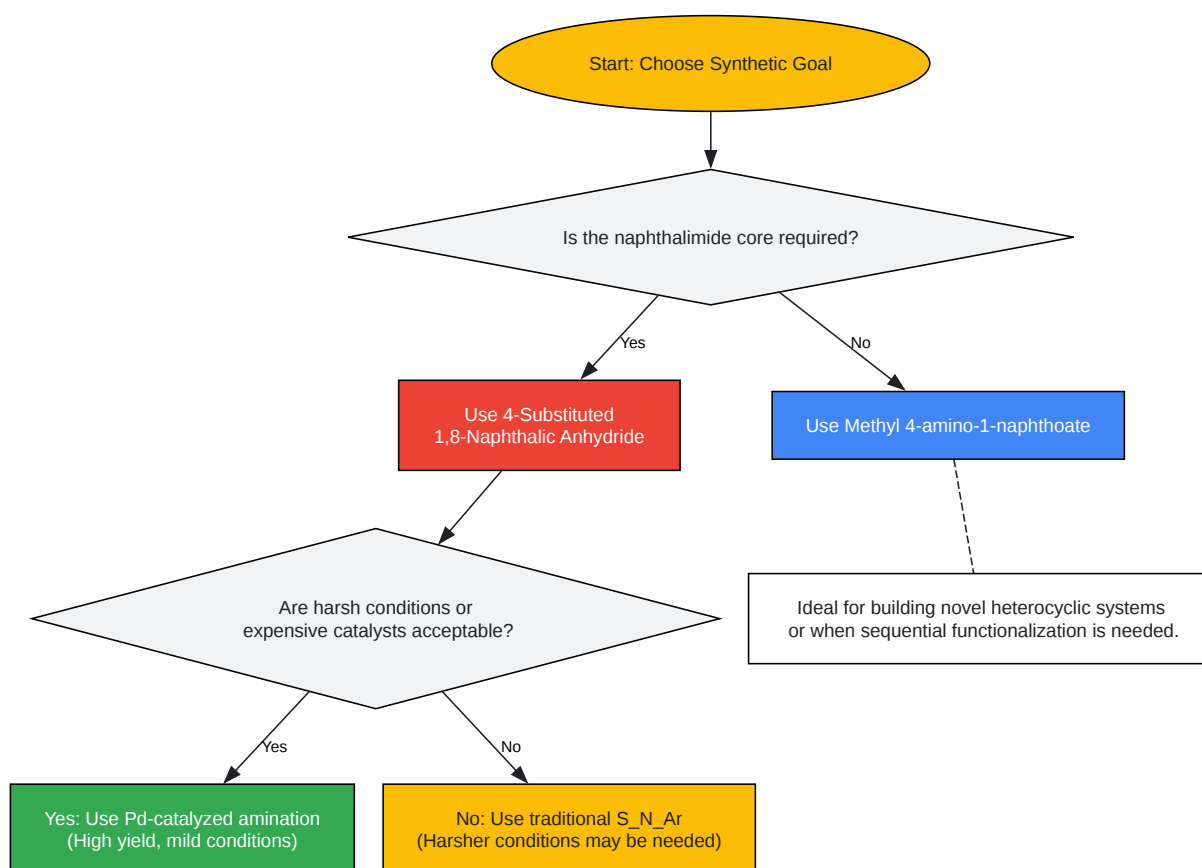 Start: Choose Synthetic Goal
Is the naphthalimide core required?
Yes
No
Use 4-Substituted
1,8-Naphthalic Anhydride
Use Methyl 4-amino-1-naphthoate
Are harsh conditions or
expensive catalysts acceptable?
Ideal for building novel heterocyclic systems
or when sequential functionalization is needed.
Yes
No
Yes: Use Pd-catalyzed amination
(High yield, mild conditions)
No: Use traditional S_N_Ar
(Harsher conditions may be needed)